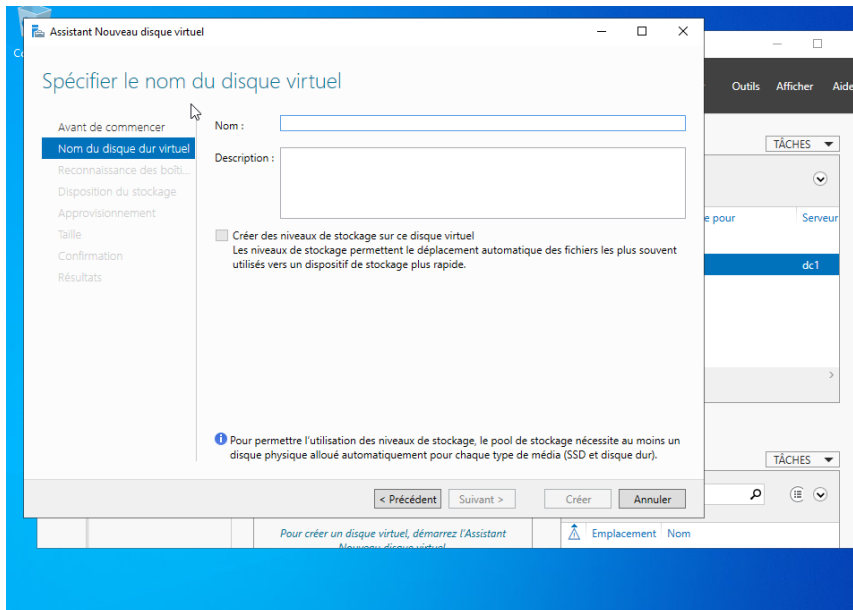 Assistant Nouveau disque virtuel
Spécifier le nom du disque virtuel
Outils Afficher Aide
Avant de commencer
Nom du disque dur virtuel
Reconnaissance des boîti...
Disposition du stockage
Approvisionnement
Taille
Confirmation
Résultats
Nom :
Description :
Créer des niveaux de stockage sur ce disque virtuel
Les niveaux de stockage permettent le déplacement automatique des fichiers les plus souvent
utilisés vers un dispositif de stockage plus rapide.
TÂCHES
e pour Serveur
dc1
Pour permettre l'utilisation des niveaux de stockage, le pool de stockage nécessite au moins un
disque physique alloué automatiquement pour chaque type de média (SSD et disque dur).
TÂCHES
< Précédent Suivant > Créer Annuler
Pour créer un disque virtuel, démarrez l'Assistant
Nouveau disque virtuel
Emplacement Nom